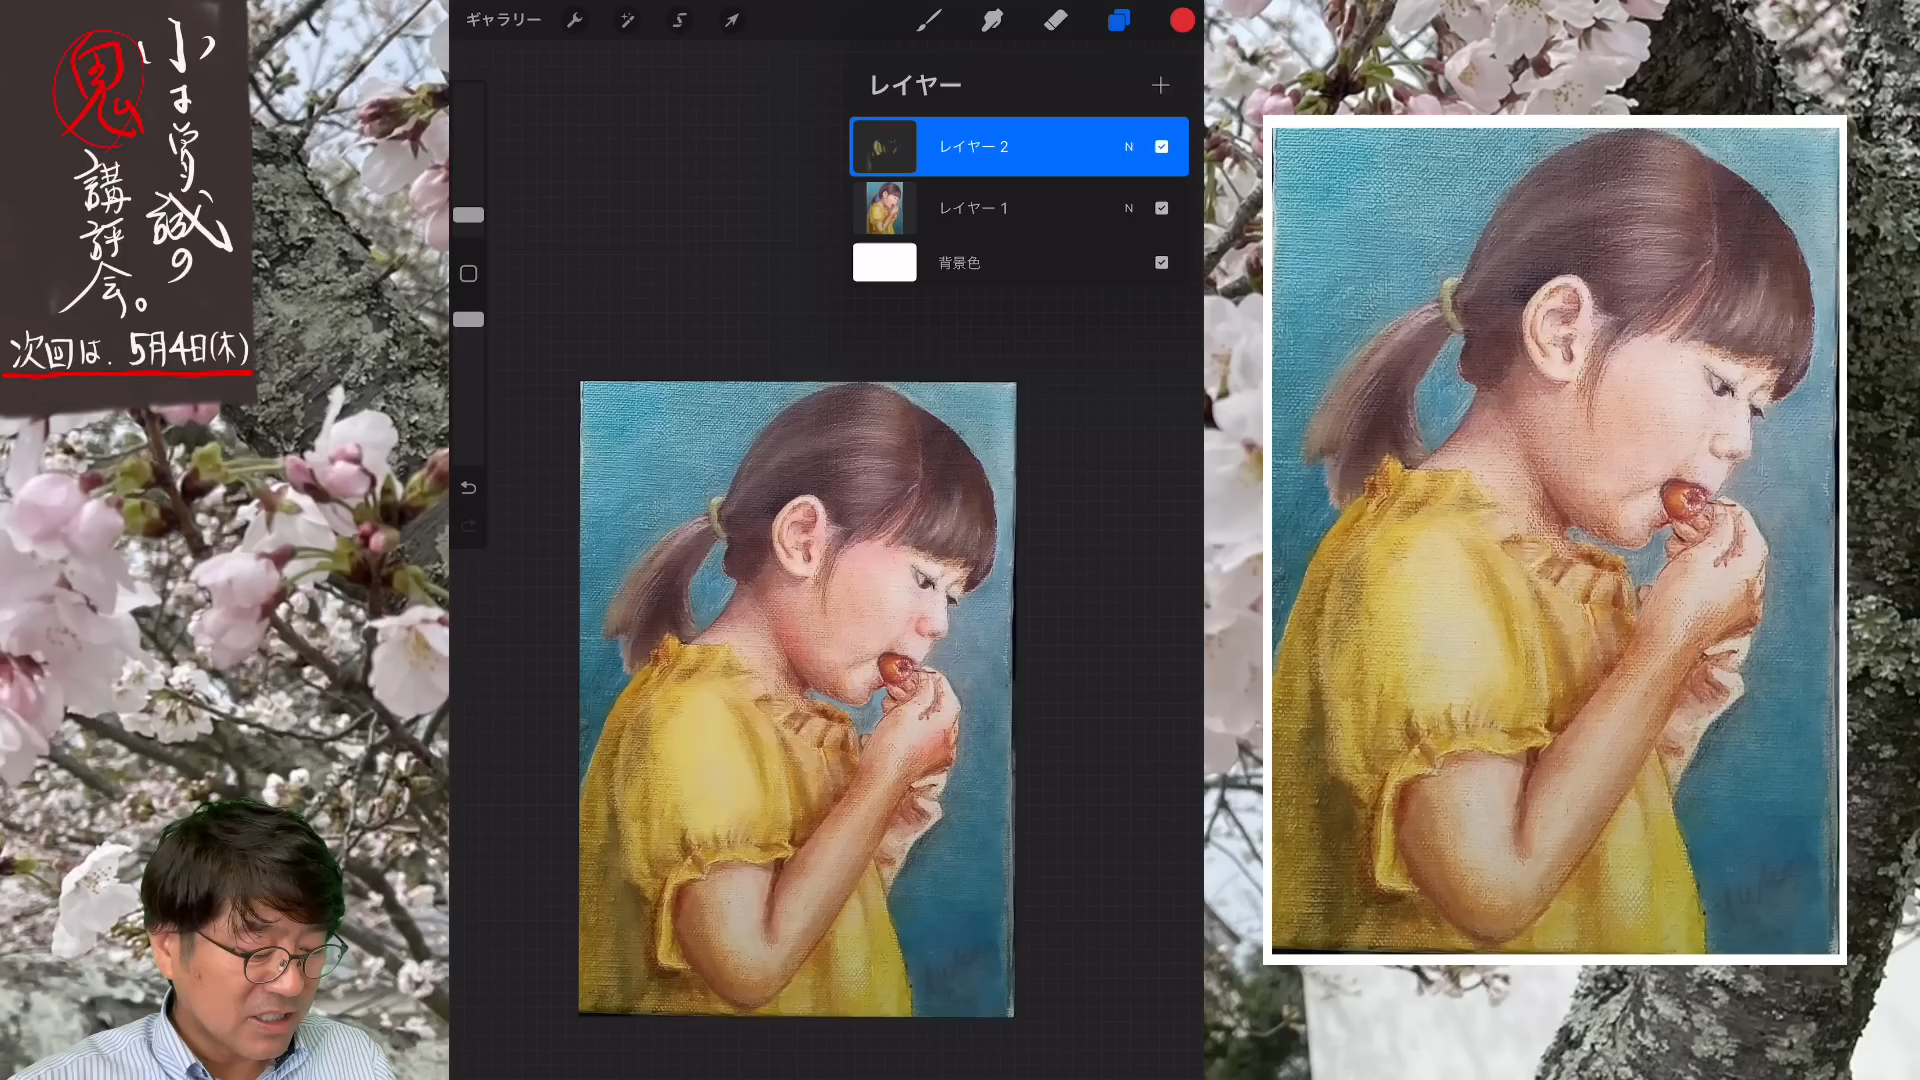 小木曽誠の
鬼講評会。
次回は、5月4日(木)
ギャラリー
レイヤー
レイヤー 2
N
レイヤー 1
N
背景色